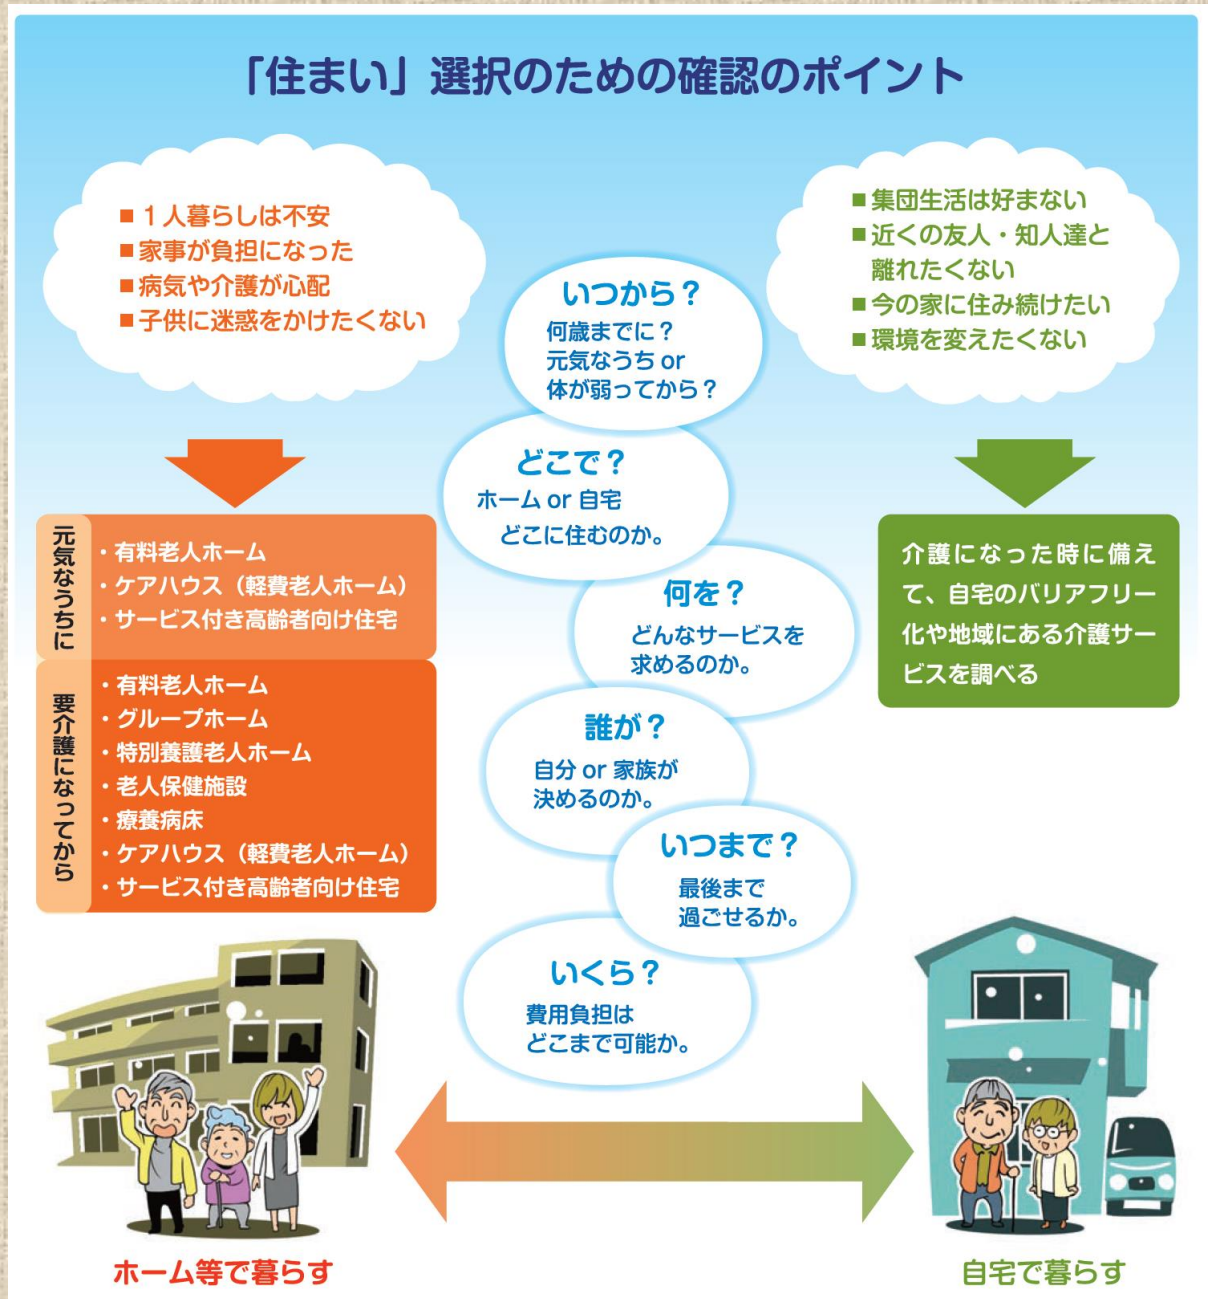 「住まい」選択のための確認のポイント
■１人暮らしは不安
■家事が負担になった
■病気や介護が心配
■子供に迷惑をかけたくない
■集団生活は好まない
■近くの友人・知人達と
離れたくない
■今の家に住み続けたい
■環境を変えたくない
いつから？
何歳までに？
元気なうち or
体が弱ってから？
どこで？
ホーム or 自宅
どこに住むのか。
何を？
どんなサービスを
求めるのか。
誰が？
自分 or 家族が
決めるのか。
いつまで？
最後まで
過ごせるか。
いくら？
費用負担は
どこまで可能か。
元気なうちに
・有料老人ホーム
・ケアハウス（軽費老人ホーム）
・サービス付き高齢者向け住宅
要介護になってから
・有料老人ホーム
・グループホーム
・特別養護老人ホーム
・老人保健施設
・療養病床
・ケアハウス（軽費老人ホーム）
・サービス付き高齢者向け住宅
介護になった時に備え
て、自宅のバリアフリー
化や地域にある介護サー
ビスを調べる
ホーム等で暮らす
自宅で暮らす